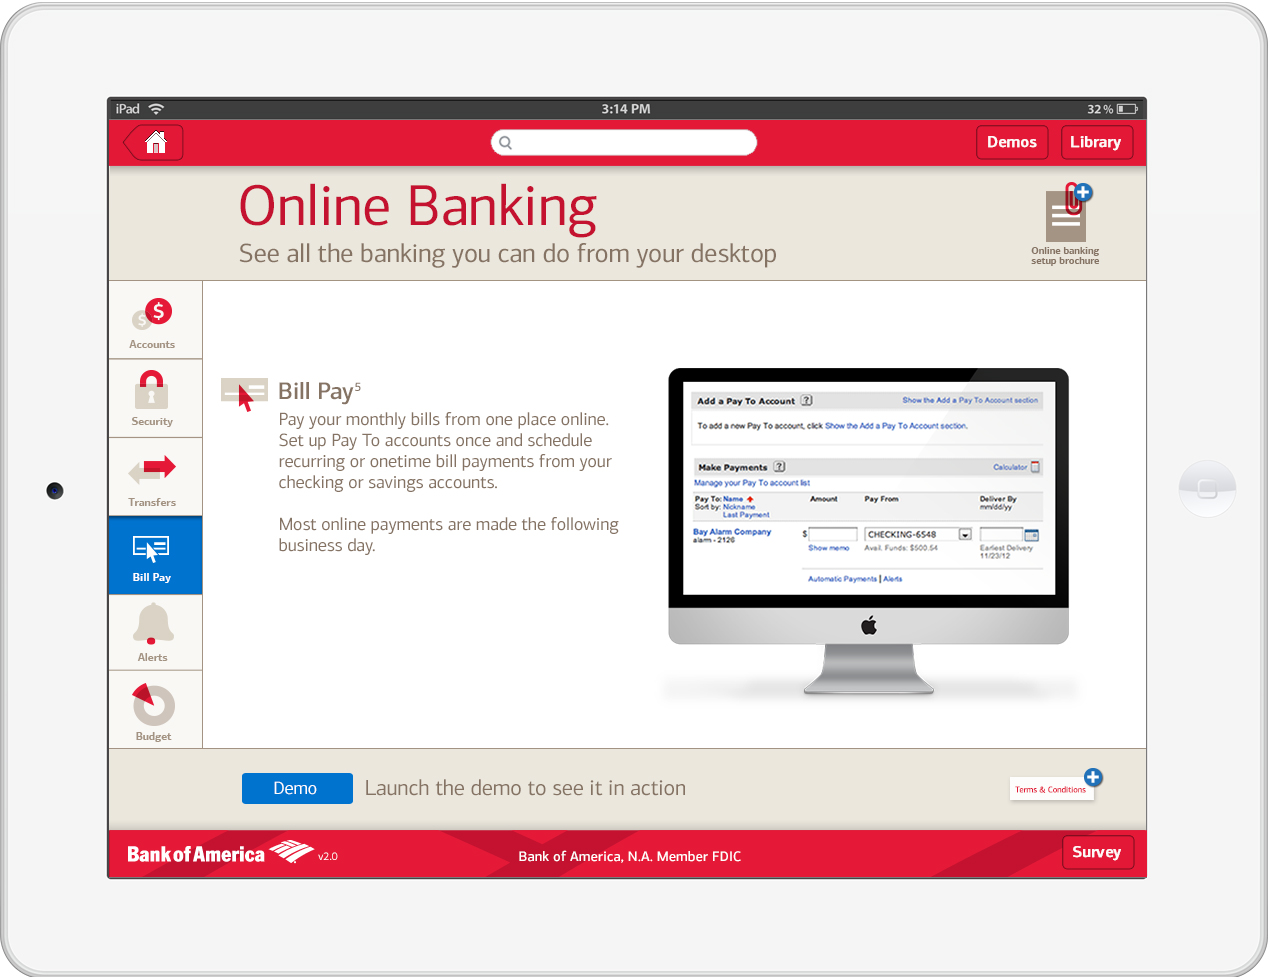 iPad 3:14 PM 32 %
Demos Library
Online Banking
See all the banking you can do from your desktop
Online banking
setup brochure
Accounts
Security
Transfers
Bill Pay
Alerts
Budget
Bill Pay5
Pay your monthly bills from one place online.
Set up Pay To accounts once and schedule
recurring or onetime bill payments from your
checking or savings accounts.
Most online payments are made the following
business day.
Add a Pay To Account ? Show the Add a Pay To Account section
To add a new Pay To account, click Show the Add a Pay To Account section.
Make Payments ? Calculator
Manage your Pay To account list
Pay To: Name Amount Pay From Deliver By
Sort by: Nickname mm/dd/yy
Last Payment
Bay Alarm Company $ CHECKING-6548
alarm - 2126
Show memo Avail. Funds: $500.54 Earliest Delivery
11/23/12
Automatic Payments | Alerts
Demo Launch the demo to see it in action
Terms & Conditions
Bank of America v2.0 Bank of America, N.A. Member FDIC Survey